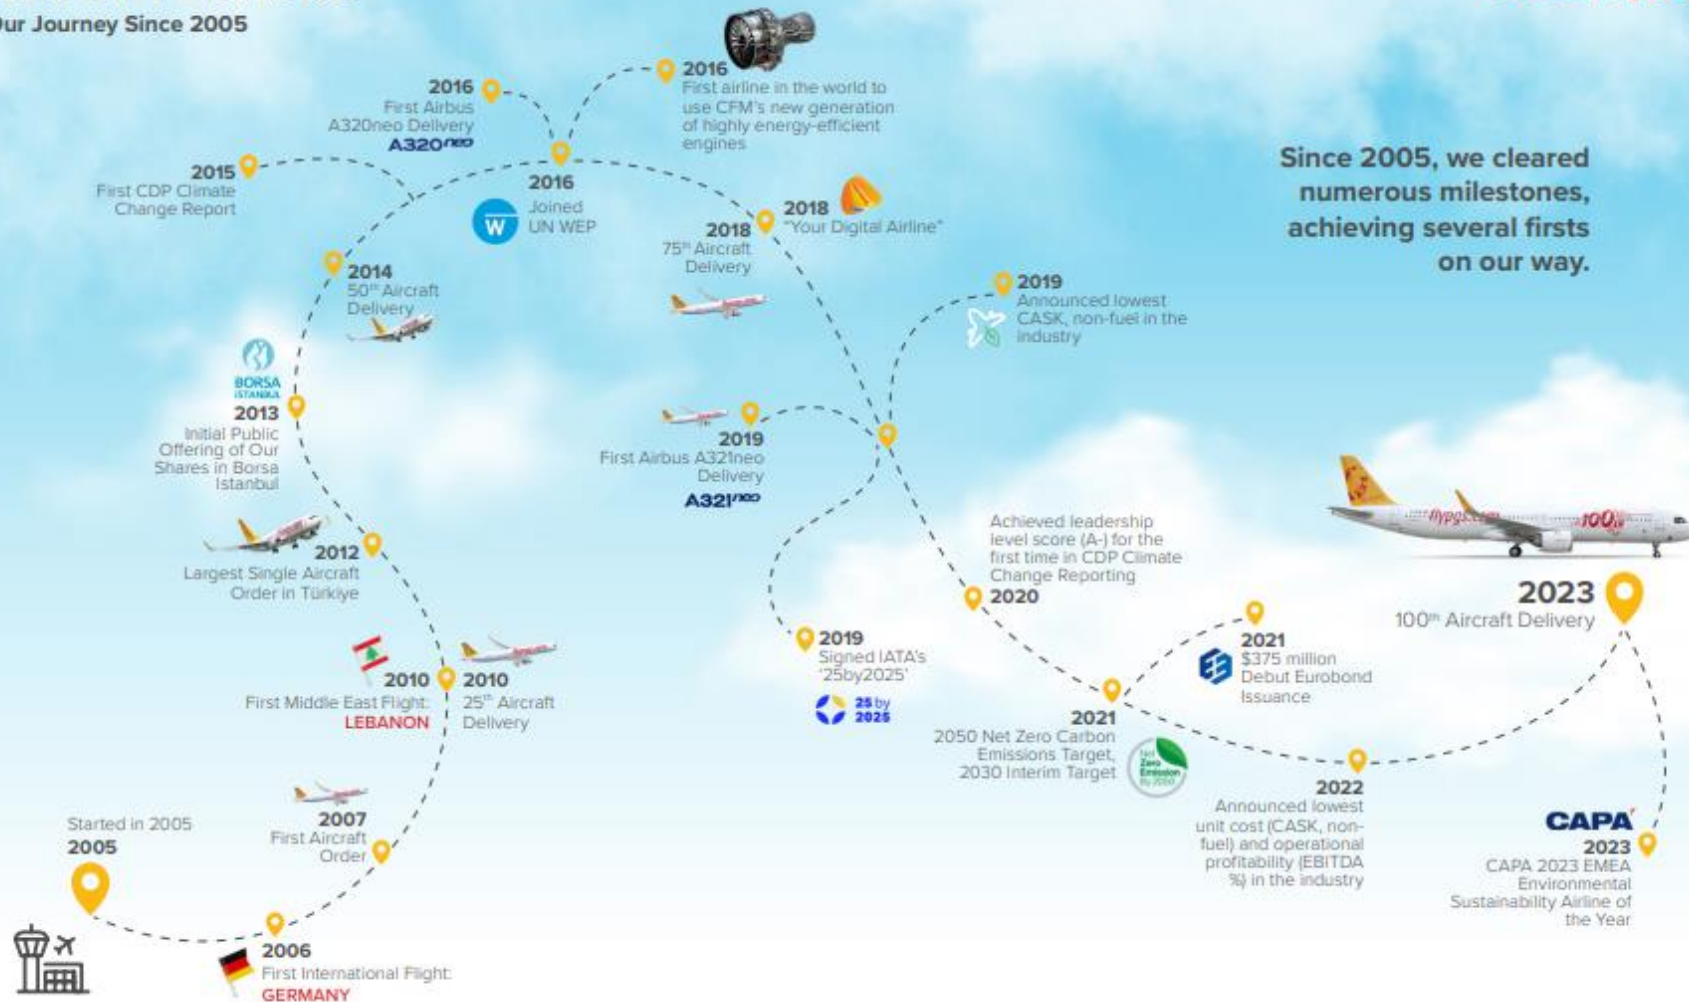 Our Journey Since 2005
2016
First Airbus
A320neo Delivery
A320neo
2016
First airline in the world to
use CFM's new generation
of highly energy-efficient
engines
2015
First CDP Climate
Change Report
2016
Joined
UN WEP
W
2018
"Your Digital Airline"
2018
75th Aircraft
Delivery
Since 2005, we cleared
numerous milestones,
achieving several firsts
on our way.
2014
50th Aircraft
Delivery
2019
Announced lowest
CASK, non-fuel in the
industry
BORSA
İSTANBUL
2013
Initial Public
Offering of Our
Shares in Borsa
Istanbul
2019
First Airbus A321neo
Delivery
A321neo
flypgs.com
100.
2012
Largest Single Aircraft
Order in Türkiye
Achieved leadership
level score (A-) for the
first time in CDP Climate
Change Reporting
2020
2023
100th Aircraft Delivery
2019
Signed IATA's
'25by2025'
25 by
2025
2021
$375 million
Debut Eurobond
Issuance
2010
First Middle East Flight:
LEBANON
2010
25th Aircraft
Delivery
2021
2050 Net Zero Carbon
Emissions Target,
2030 Interim Target
Net
Zero
Emission
By 2050
2022
Announced lowest
unit cost (CASK, non-
fuel) and operational
profitability (EBITDA
%) in the industry
CAPA
2023
CAPA 2023 EMEA
Environmental
Sustainability Airline of
the Year
2007
First Aircraft
Order
Started in 2005
2005
2006
First International Flight:
GERMANY